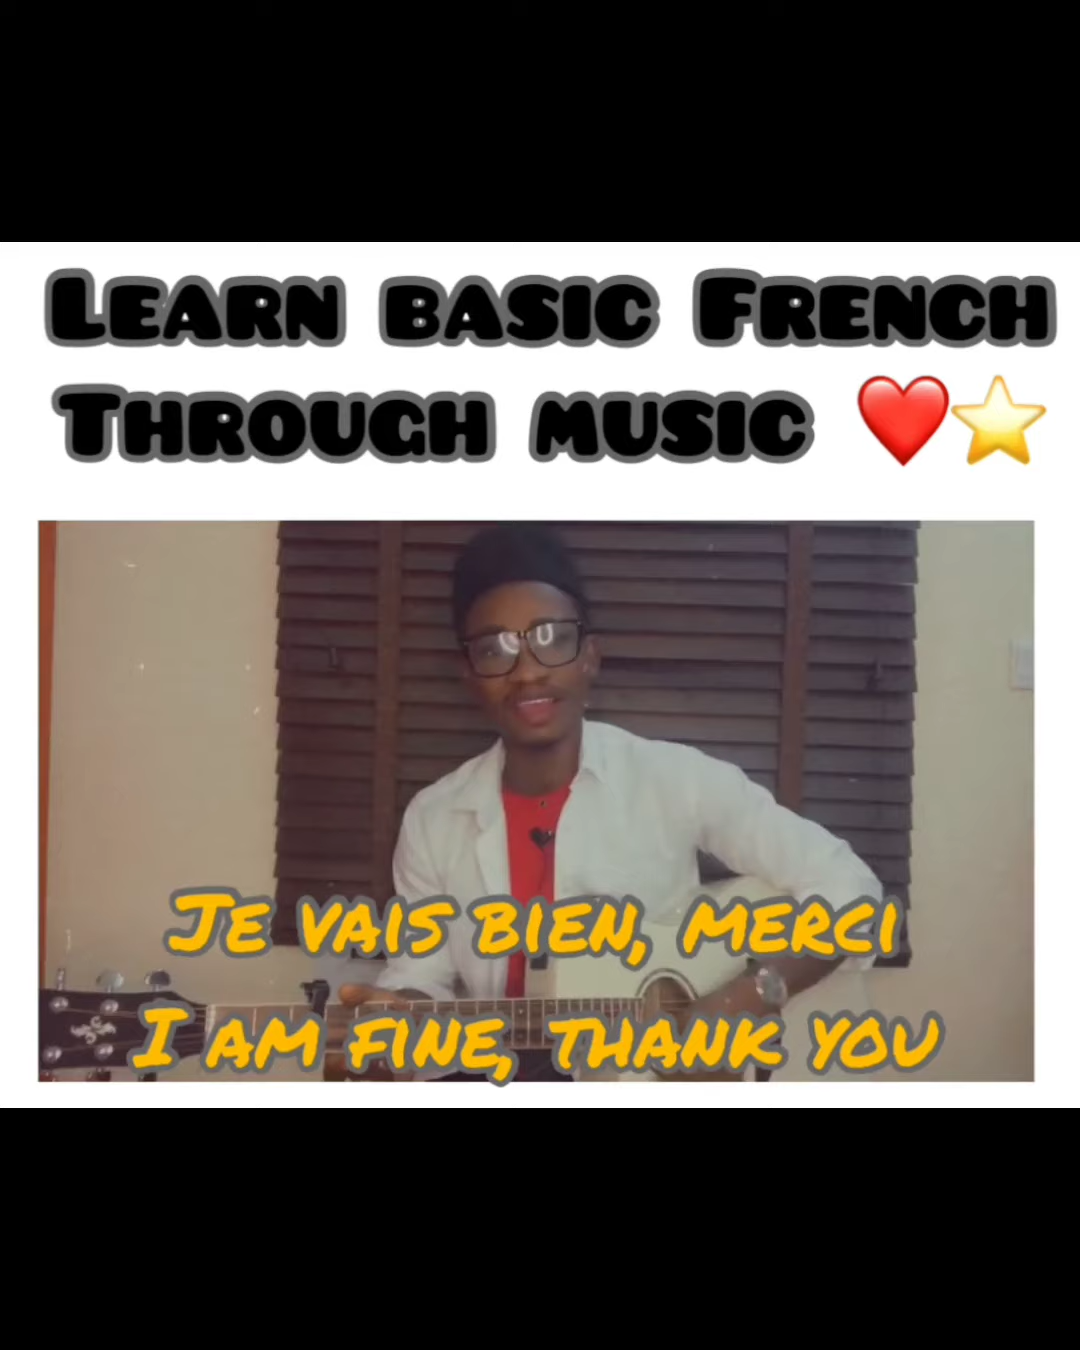 Learn basic French
Through music ❤️⭐
Je vais bien, merci
I am fine, thank you